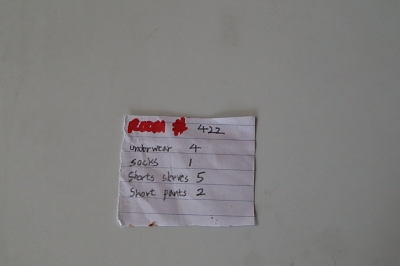 ROOM # 422
underwear 4
socks 1
Shorts sleeves 5
Short pants 2